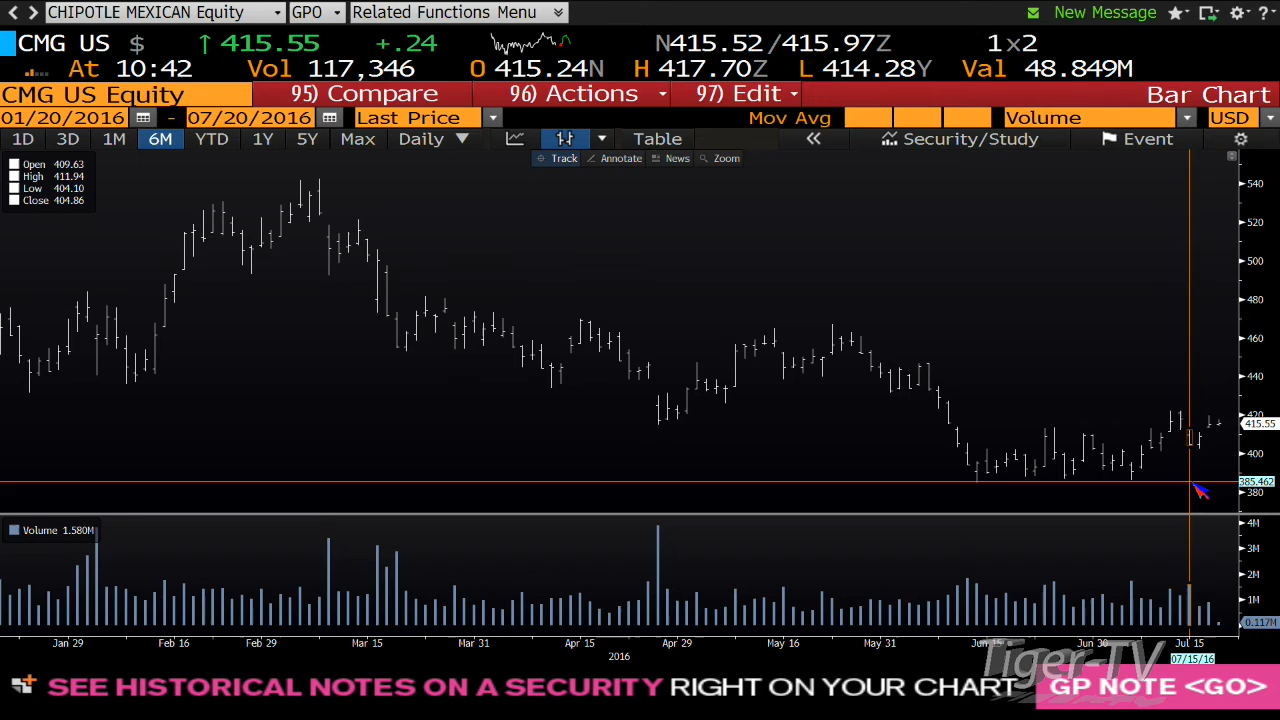 CHIPOTLE MEXICAN Equity GPO Related Functions Menu New Message ?
CMG US $ ↑ 415.55 +.24 N415.52 / 415.97Z 1x2
At 10:42 Vol 117,346 O 415.24N H 417.70Z L 414.28Y Val 48.849M
CMG US Equity 95) Compare 96) Actions 97) Edit Bar Chart
01/20/2016 - 07/20/2016 Last Price Mov Avg Volume USD
1D 3D 1M 6M YTD 1Y 5Y Max Daily Table Security/Study Event
Track Annotate News Zoom
Open 409.63
High 411.94
Low 404.10
Close 404.86
540
520
500
480
460
440
420
415.55
400
385.462
380
Volume 1.580M
4M
3M
2M
1M
0.117M
Jan 29 Feb 16 Feb 29 Mar 15 Mar 31 Apr 15 Apr 29 May 16 May 31 Jun 15 Jun 30 Jul 15
2016 07/15/16
Tiger-TV
SEE HISTORICAL NOTES ON A SECURITY RIGHT ON YOUR CHART GP NOTE <GO>